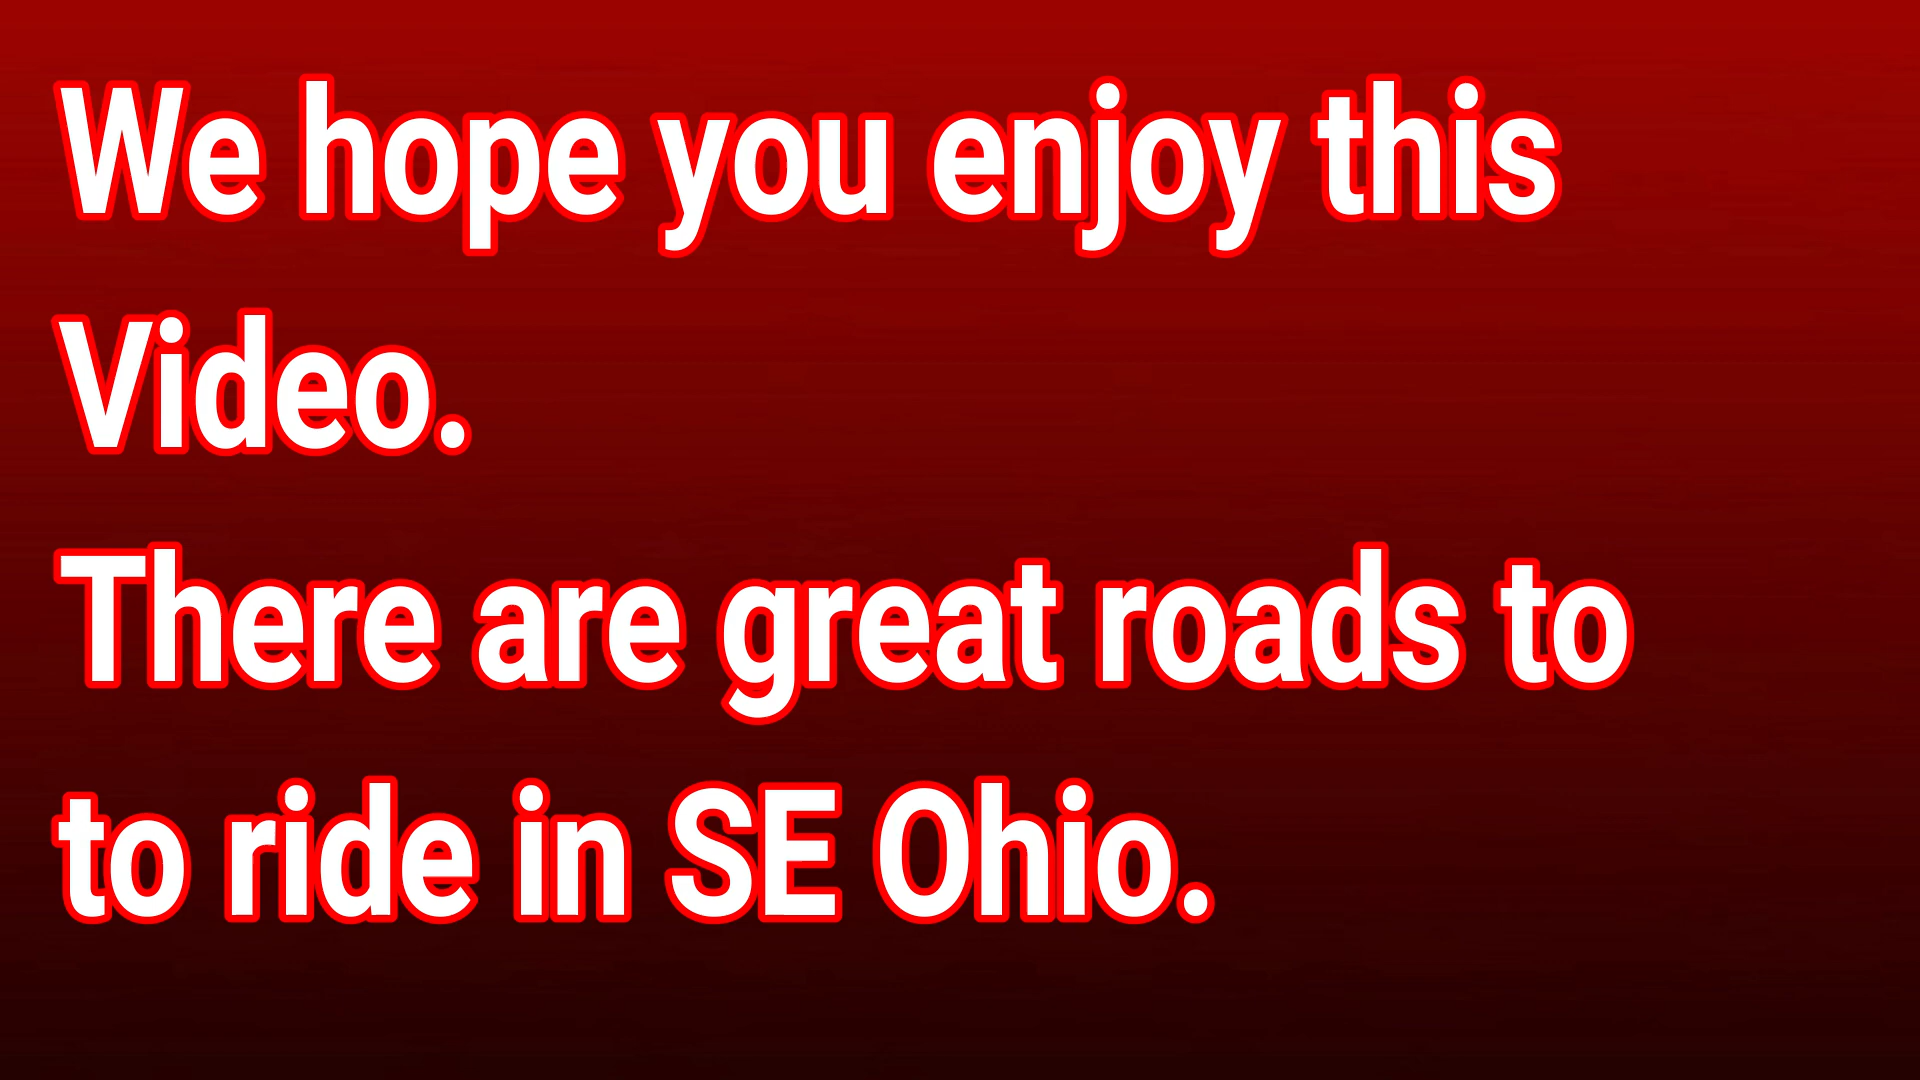 We hope you enjoy this
Video.
There are great roads to
to ride in SE Ohio.